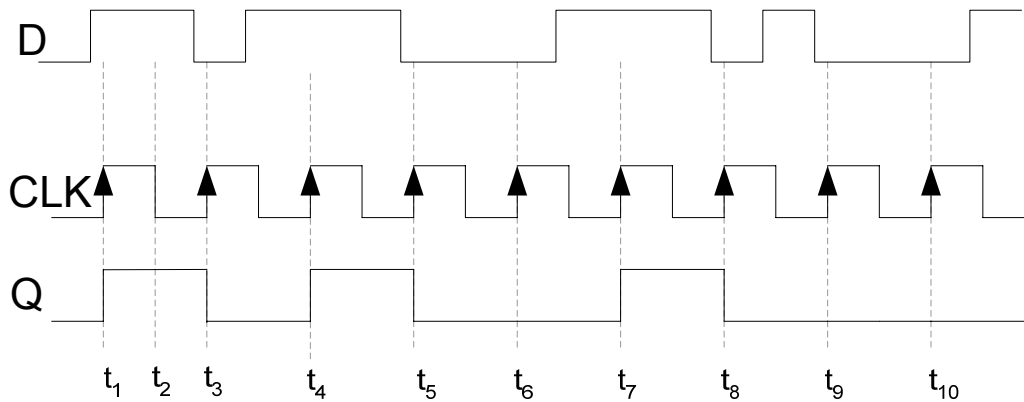 D
CLK
Q
t₁ t₂ t₃ t₄ t₅ t₆ t₇ t₈ t₉ t₁₀